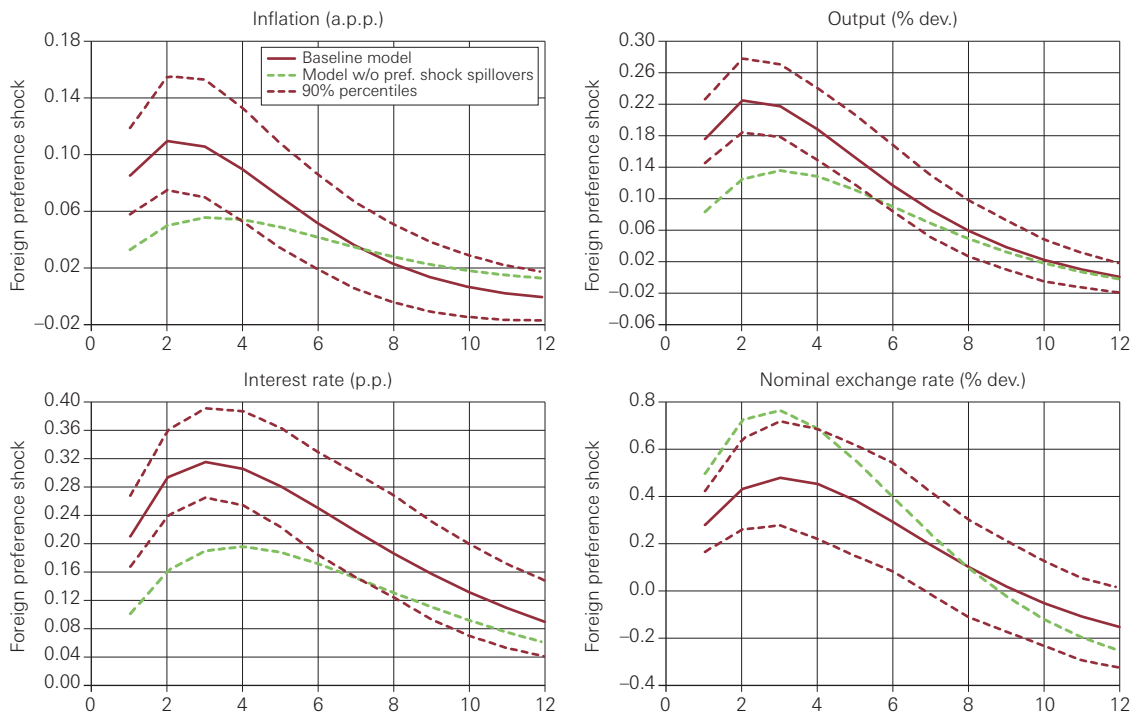 Inflation (a.p.p.)
Foreign preference shock
0.18
0.14
0.10
0.06
0.02
–0.02
0 2 4 6 8 10 12
Baseline model
Model w/o pref. shock spillovers
90% percentiles
Output (% dev.)
Foreign preference shock
0.30
0.26
0.22
0.18
0.14
0.10
0.06
0.02
–0.02
–0.06
0 2 4 6 8 10 12
Interest rate (p.p.)
Foreign preference shock
0.40
0.36
0.32
0.28
0.24
0.20
0.16
0.12
0.08
0.04
0.00
0 2 4 6 8 10 12
Nominal exchange rate (% dev.)
Foreign preference shock
0.8
0.6
0.4
0.2
0.0
–0.2
–0.4
0 2 4 6 8 10 12